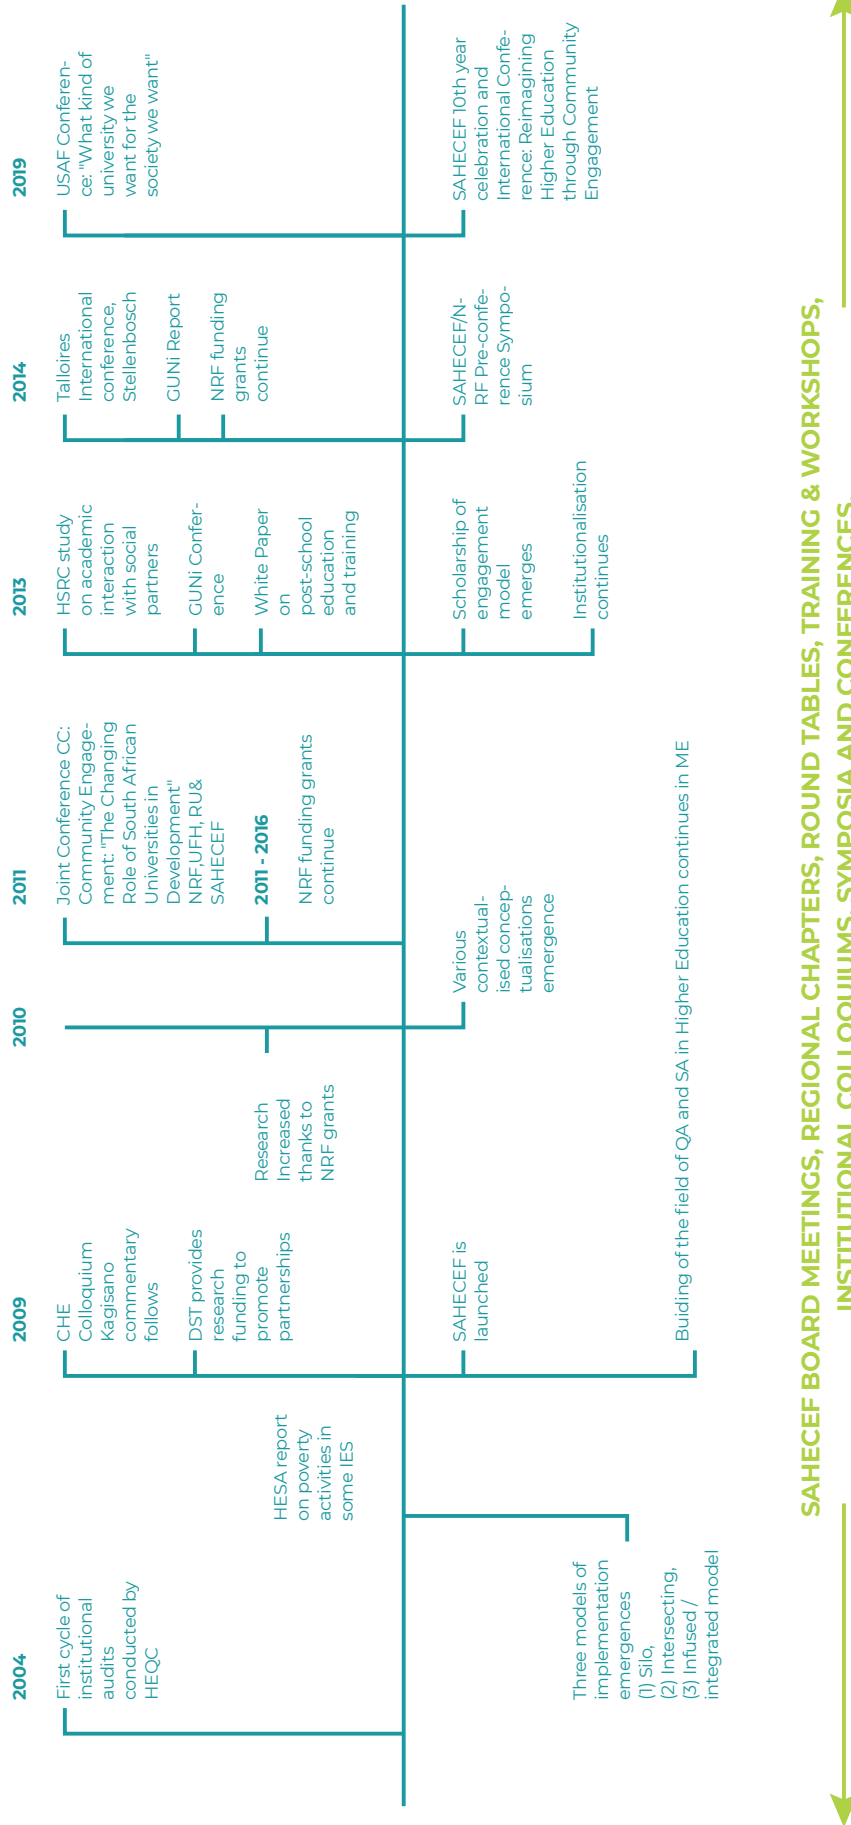 2004
First cycle of
institutional
audits
conducted by
HEQC
Three models of
implementation
emergences
(1) Silo,
(2) Intersecting,
(3) Infused /
integrated model
HESA report
on poverty
activities in
some IES
2009
CHE
Colloquium
Kagisano
commentary
follows
DST provides
research
funding to
promote
partnerships
SAHECEF is
launched
Buiding of the field of QA and SA in Higher Education continues in ME
2010
Research
Increased
thanks to
NRF grants
Various
contextual-
ised concep-
tualisations
emergence
2011
Joint Conference CC:
Community Engage-
ment: "The Changing
Role of South African
Universities in
Development"
NRF,UFH, RU&
SAHECEF
2011 - 2016
NRF funding grants
continue
2013
HSRC study
on academic
interaction
with social
partners
GUNi Confer-
ence
White Paper
on
post-school
education
and training
Scholarship of
engagement
model
emerges
Institutionalisation
continues
2014
Talloires
International
conference,
Stellenbosch
GUNi Report
NRF funding
grants
continue
SAHECEF/N-
RF Pre-confe-
rence Sympo-
sium
2019
USAF Conferen-
ce: "What kind of
university we
want for the
society we want"
SAHECEF 10th year
celebration and
International Confe-
rence: Reimagining
Higher Education
through Community
Engagement
SAHECEF BOARD MEETINGS, REGIONAL CHAPTERS, ROUND TABLES, TRAINING & WORKSHOPS,
INSTITUTIONAL COLLOQUIUMS, SYMPOSIA AND CONFERENCES.